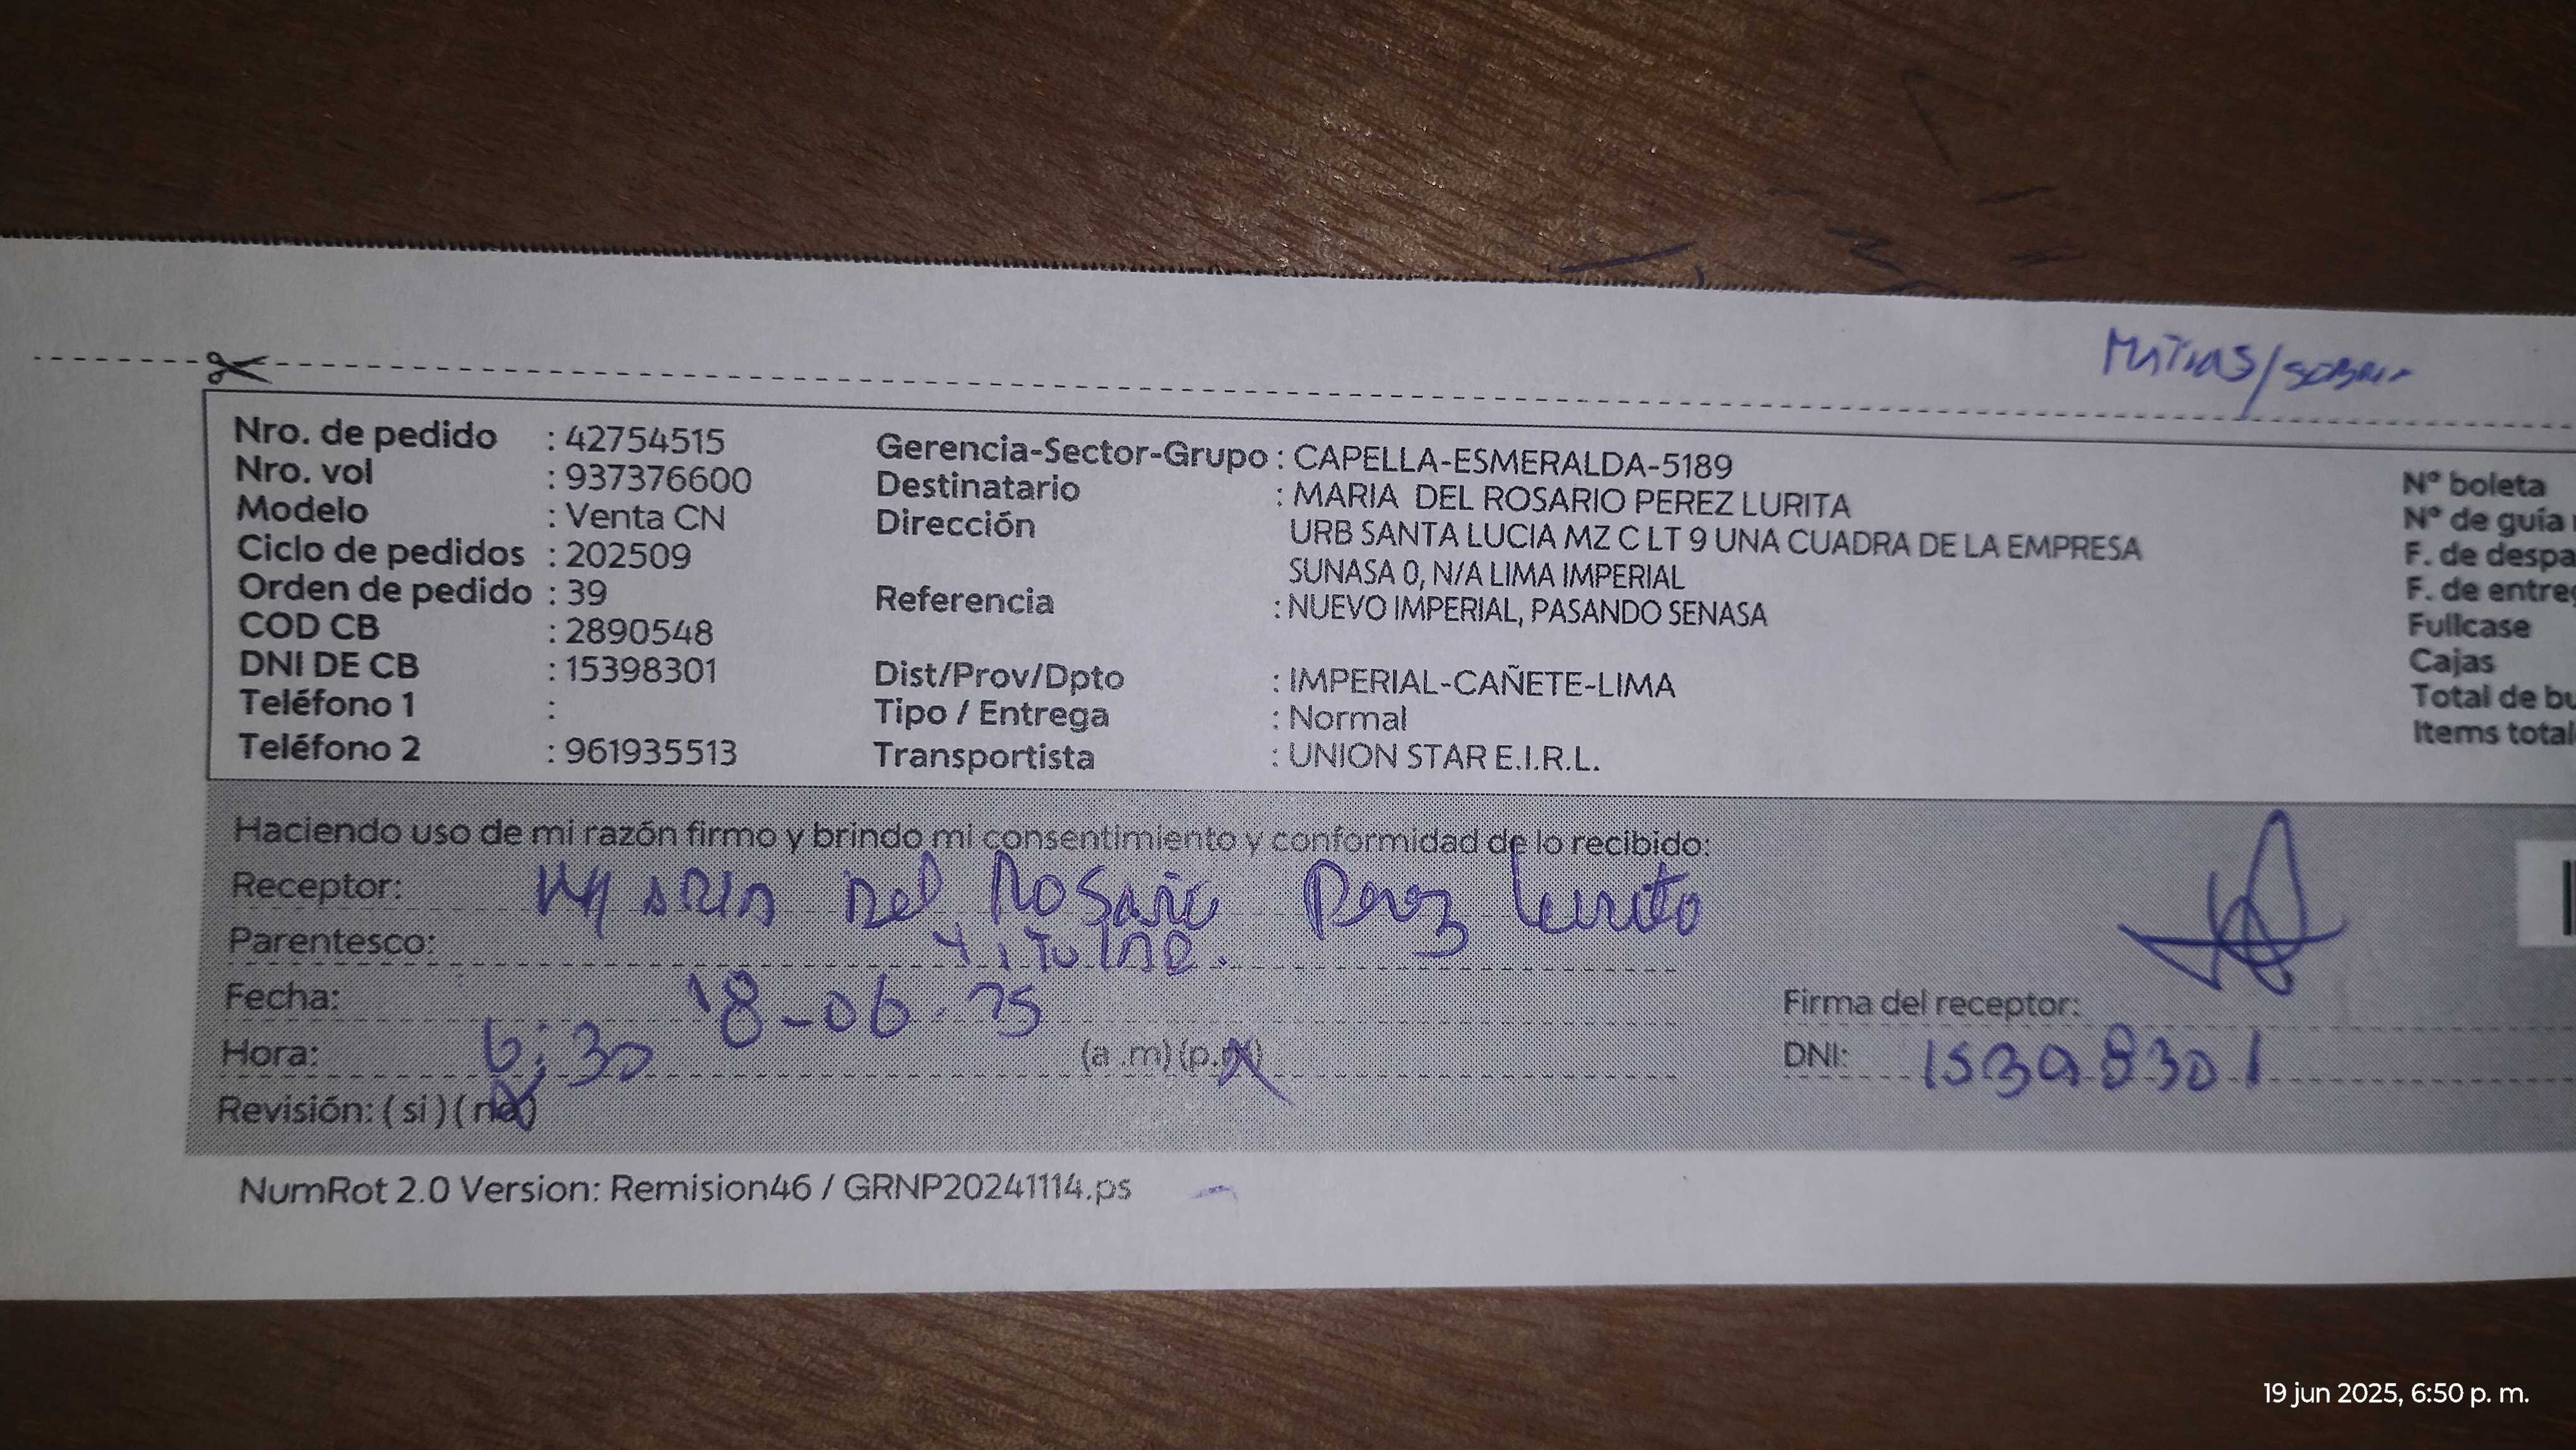 Nro. de pedido : 42754515
Nro. vol : 937376600
Modelo : Venta CN
Ciclo de pedidos : 202509
Orden de pedido : 39
COD CB : 2890548
DNI DE CB : 15398301
Teléfono 1 :
Teléfono 2 : 961935513
Gerencia-Sector-Grupo : CAPELLA-ESMERALDA-5189
Destinatario : MARIA DEL ROSARIO PEREZ LURITA
Dirección URB SANTA LUCIA MZ C LT 9 UNA CUADRA DE LA EMPRESA
SUNASA 0, N/A LIMA IMPERIAL
Referencia : NUEVO IMPERIAL, PASANDO SENASA
Dist/Prov/Dpto : IMPERIAL-CAÑETE-LIMA
Tipo / Entrega : Normal
Transportista : UNION STAR E.I.R.L.
N° boleta
N° de guía
F. de despa
F. de entre
Fullcase
Cajas
Total de bu
Items total
Haciendo uso de mi razón firmo y brindo mi consentimiento y conformidad de lo recibido:
Receptor: MARIA Del Rosario Perez Lurita
Parentesco: Titular.
Fecha: 18-06-25
Hora: 6:30 (a .m) (p.m)
Revisión: ( si ) ( no )
Firma del receptor:
DNI: 15398301
NumRot 2.0 Version: Remision46 / GRNP20241114.ps
19 jun 2025, 6:50 p. m.